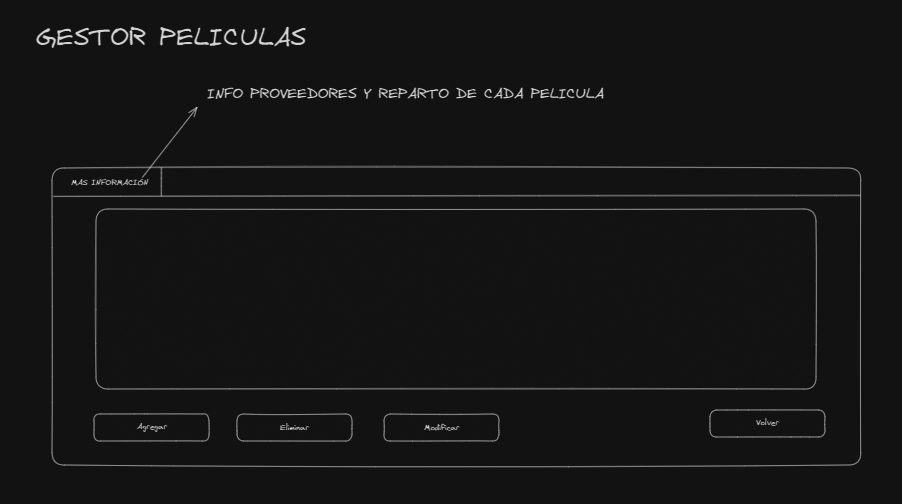 GESTOR PELICULAS
INFO PROVEEDORES Y REPARTO DE CADA PELICULA
MAS INFORMACIÓN
Agregar
Eliminar
Modificar
Volver